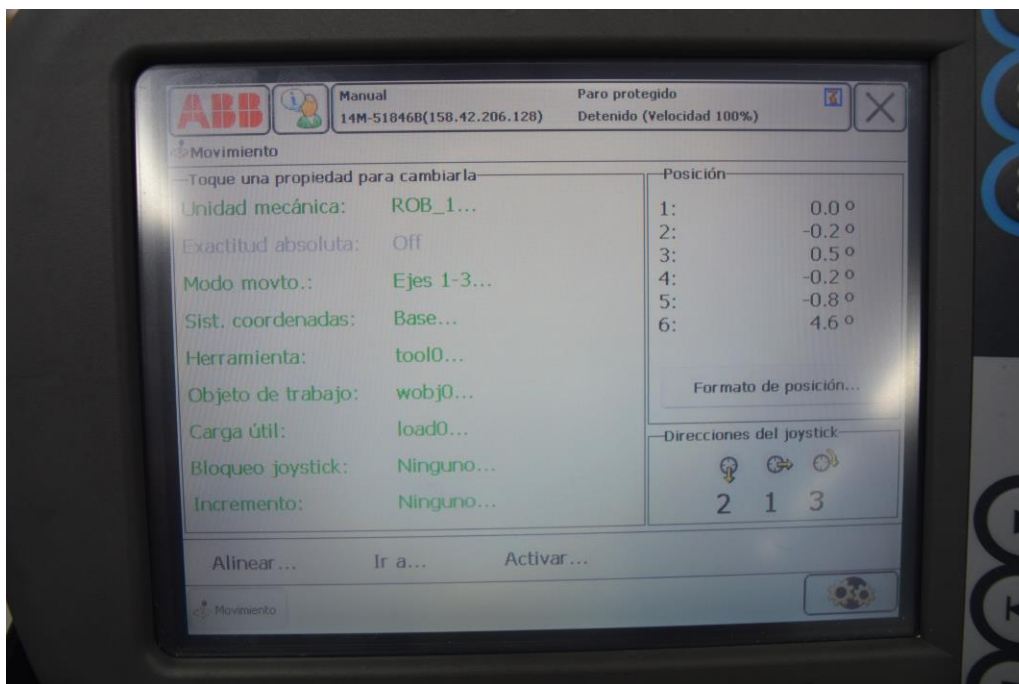 ABB
Manual
Paro protegido
14M-51846B(158.42.206.128)
Detenido (Velocidad 100%)
Movimiento
Toque una propiedad para cambiarla
Unidad mecánica: ROB_1...
Exactitud absoluta: Off
Modo movto.: Ejes 1-3...
Sist. coordenadas: Base...
Herramienta: tool0...
Objeto de trabajo: wobj0...
Carga útil: load0...
Bloqueo joystick: Ninguno...
Incremento: Ninguno...
Posición
1: 0.0 º
2: -0.2 º
3: 0.5 º
4: -0.2 º
5: -0.8 º
6: 4.6 º
Formato de posición...
Direcciones del joystick
2 1 3
Alinear... Ir a... Activar...
Movimiento